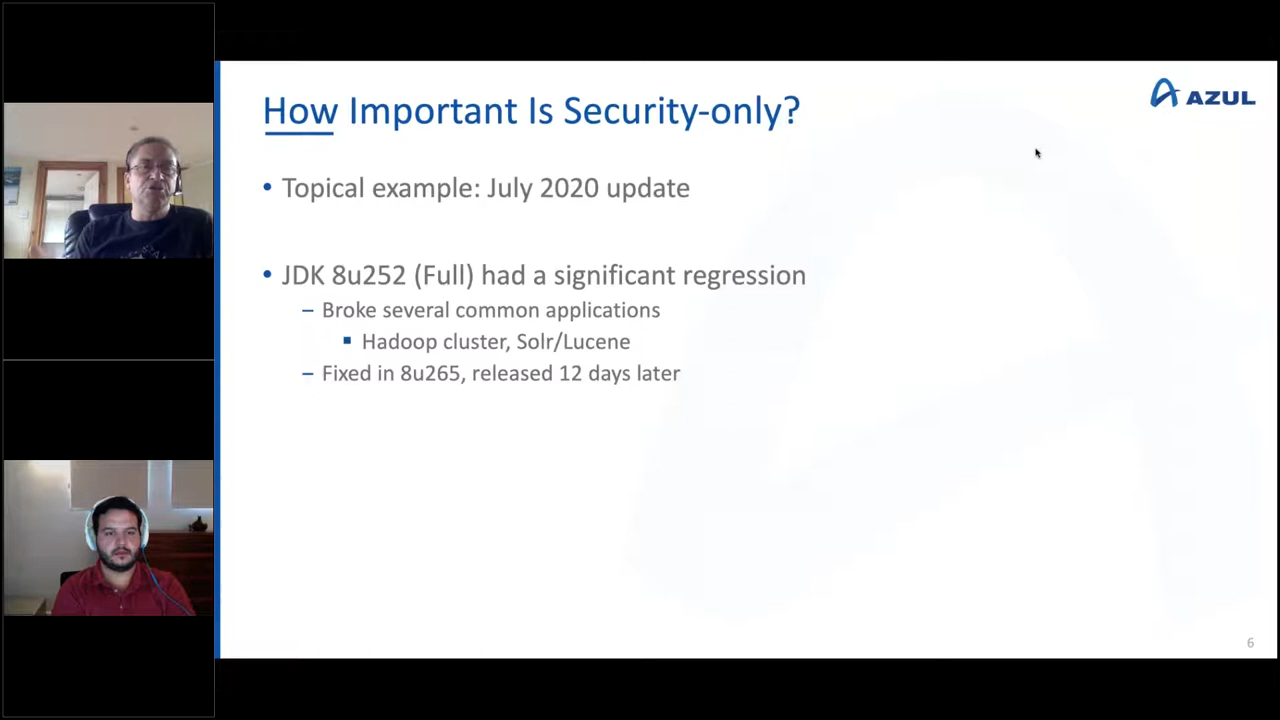 How Important Is Security-only?
AZUL
• Topical example: July 2020 update
• JDK 8u252 (Full) had a significant regression
– Broke several common applications
▪ Hadoop cluster, Solr/Lucene
– Fixed in 8u265, released 12 days later
6